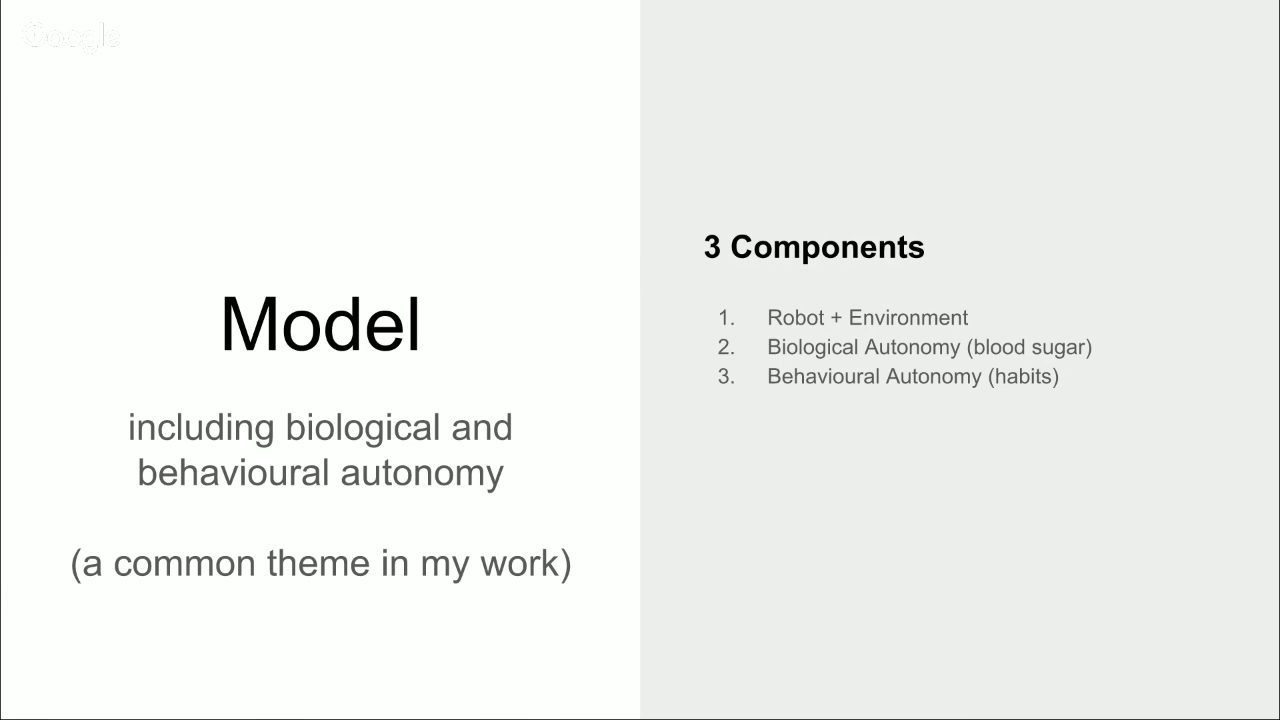 Google
Model
including biological and
behavioural autonomy
(a common theme in my work)
3 Components
1. Robot + Environment
2. Biological Autonomy (blood sugar)
3. Behavioural Autonomy (habits)